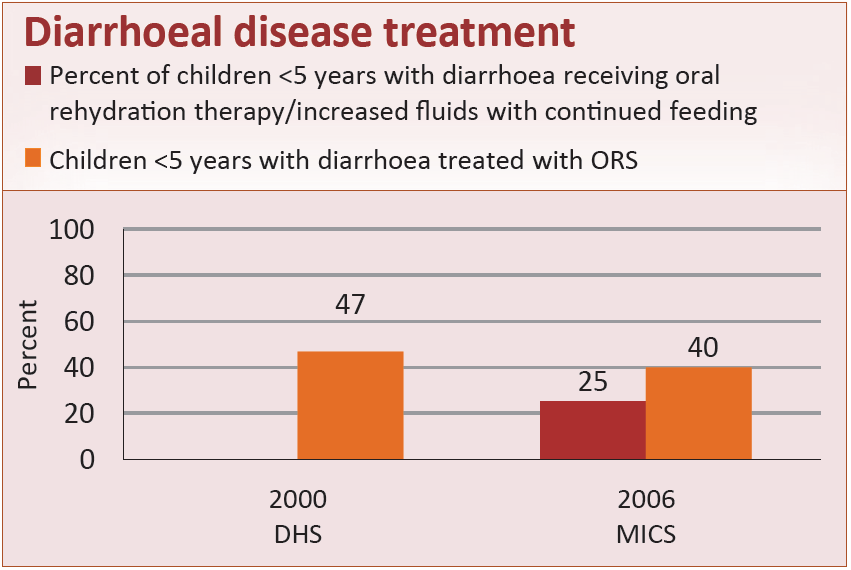 Diarrhoeal disease treatment
Percent of children <5 years with diarrhoea receiving oral
rehydration therapy/increased fluids with continued feeding
Children <5 years with diarrhoea treated with ORS
Percent
100
80
60
40
20
0
47
25
40
2000
DHS
2006
MICS